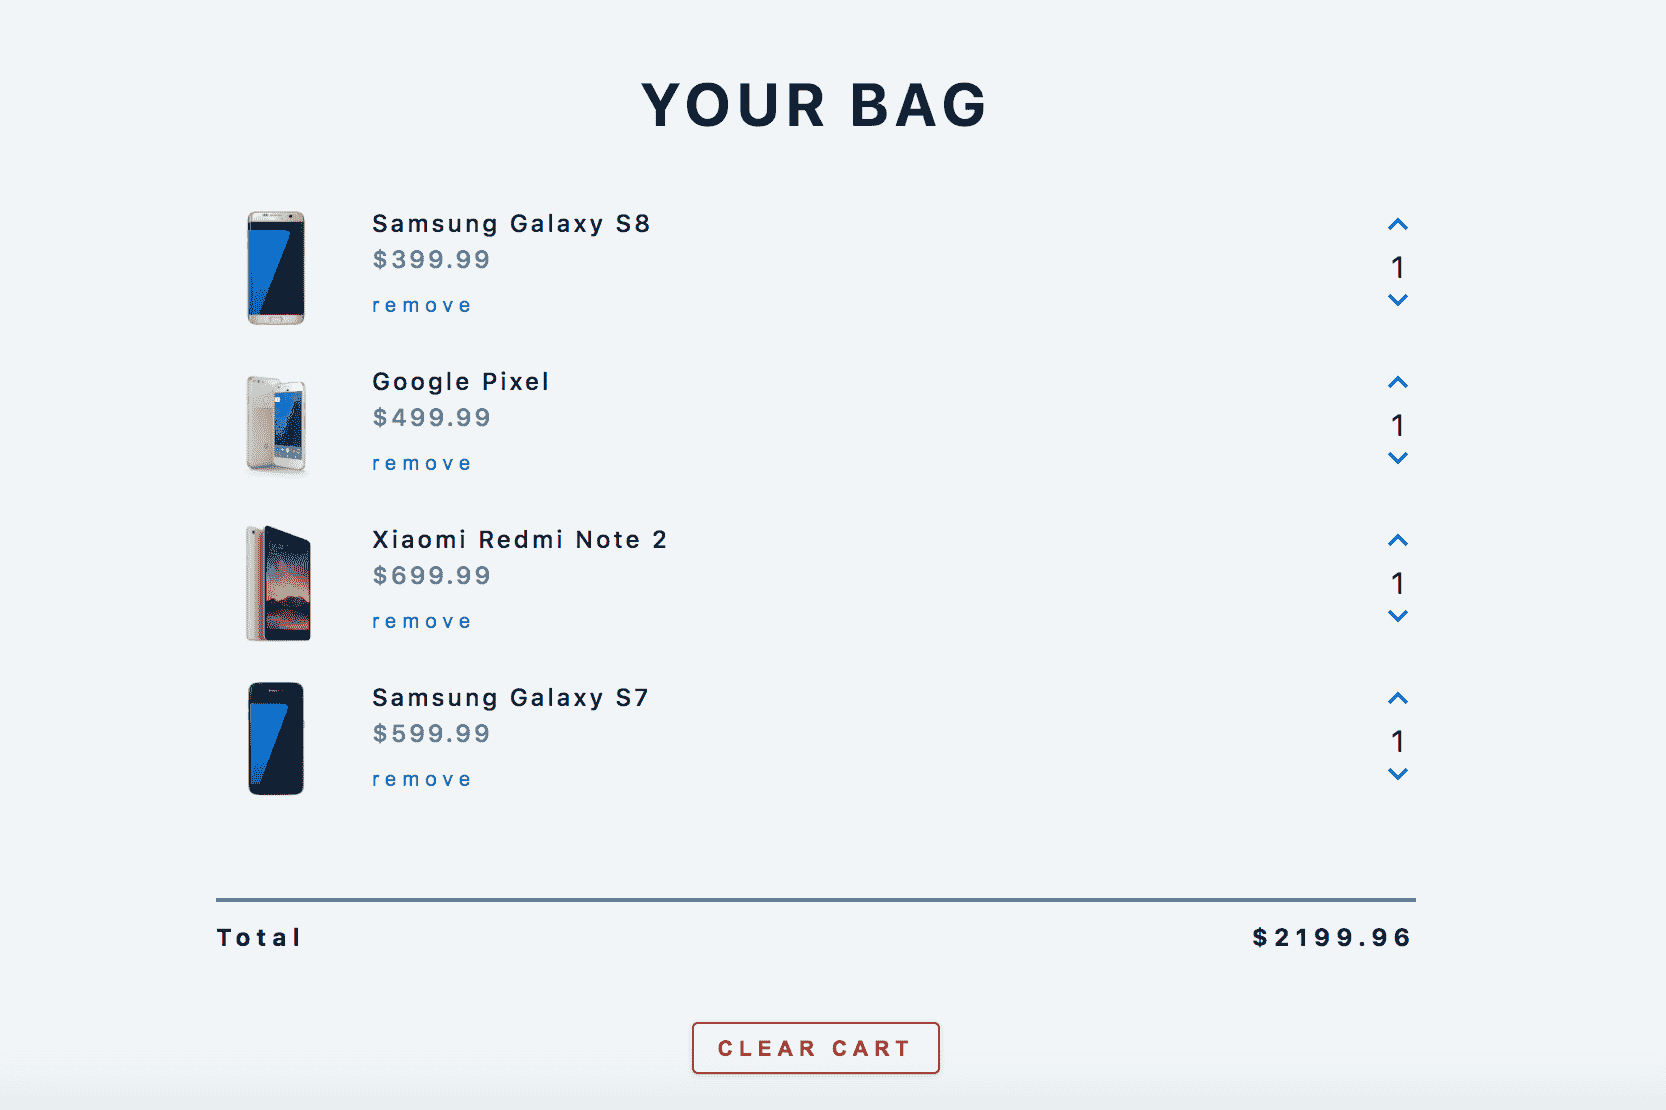 YOUR BAG
Samsung Galaxy S8
$399.99
remove
1
Google Pixel
$499.99
remove
1
Xiaomi Redmi Note 2
$699.99
remove
1
Samsung Galaxy S7
$599.99
remove
1
Total $2199.96
CLEAR CART